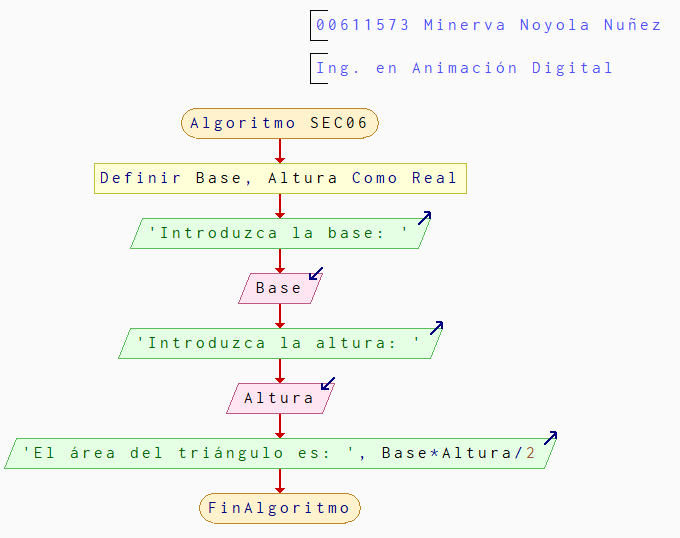 00611573 Minerva Noyola Nuñez
Ing. en Animación Digital
Algoritmo SEC06
Definir Base, Altura Como Real
'Introduzca la base: '
Base
'Introduzca la altura: '
Altura
'El área del triángulo es: ', Base*Altura/2
FinAlgoritmo